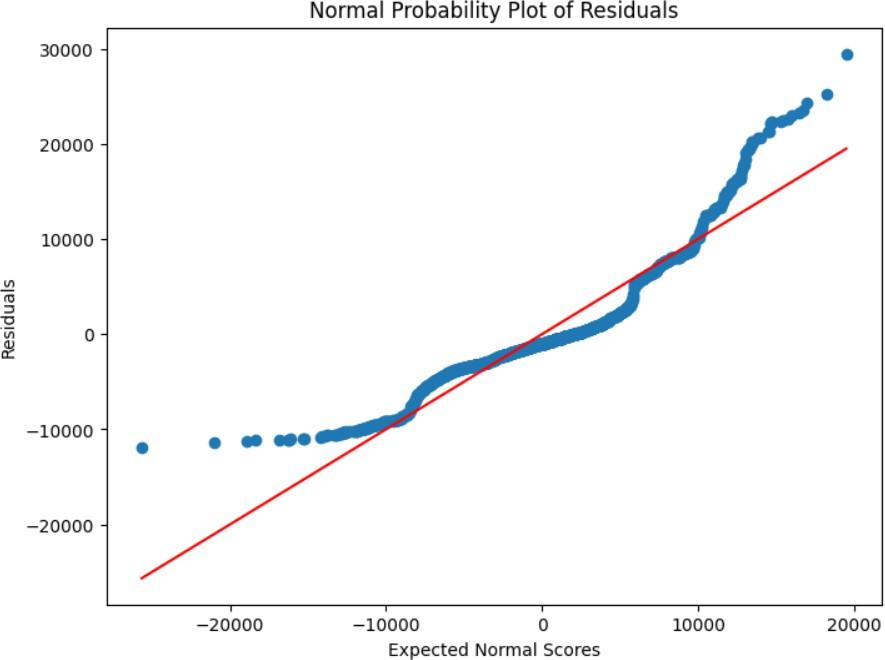 Normal Probability Plot of Residuals
30000
20000
10000
0
−10000
−20000
Residuals
−20000 −10000 0 10000 20000
Expected Normal Scores